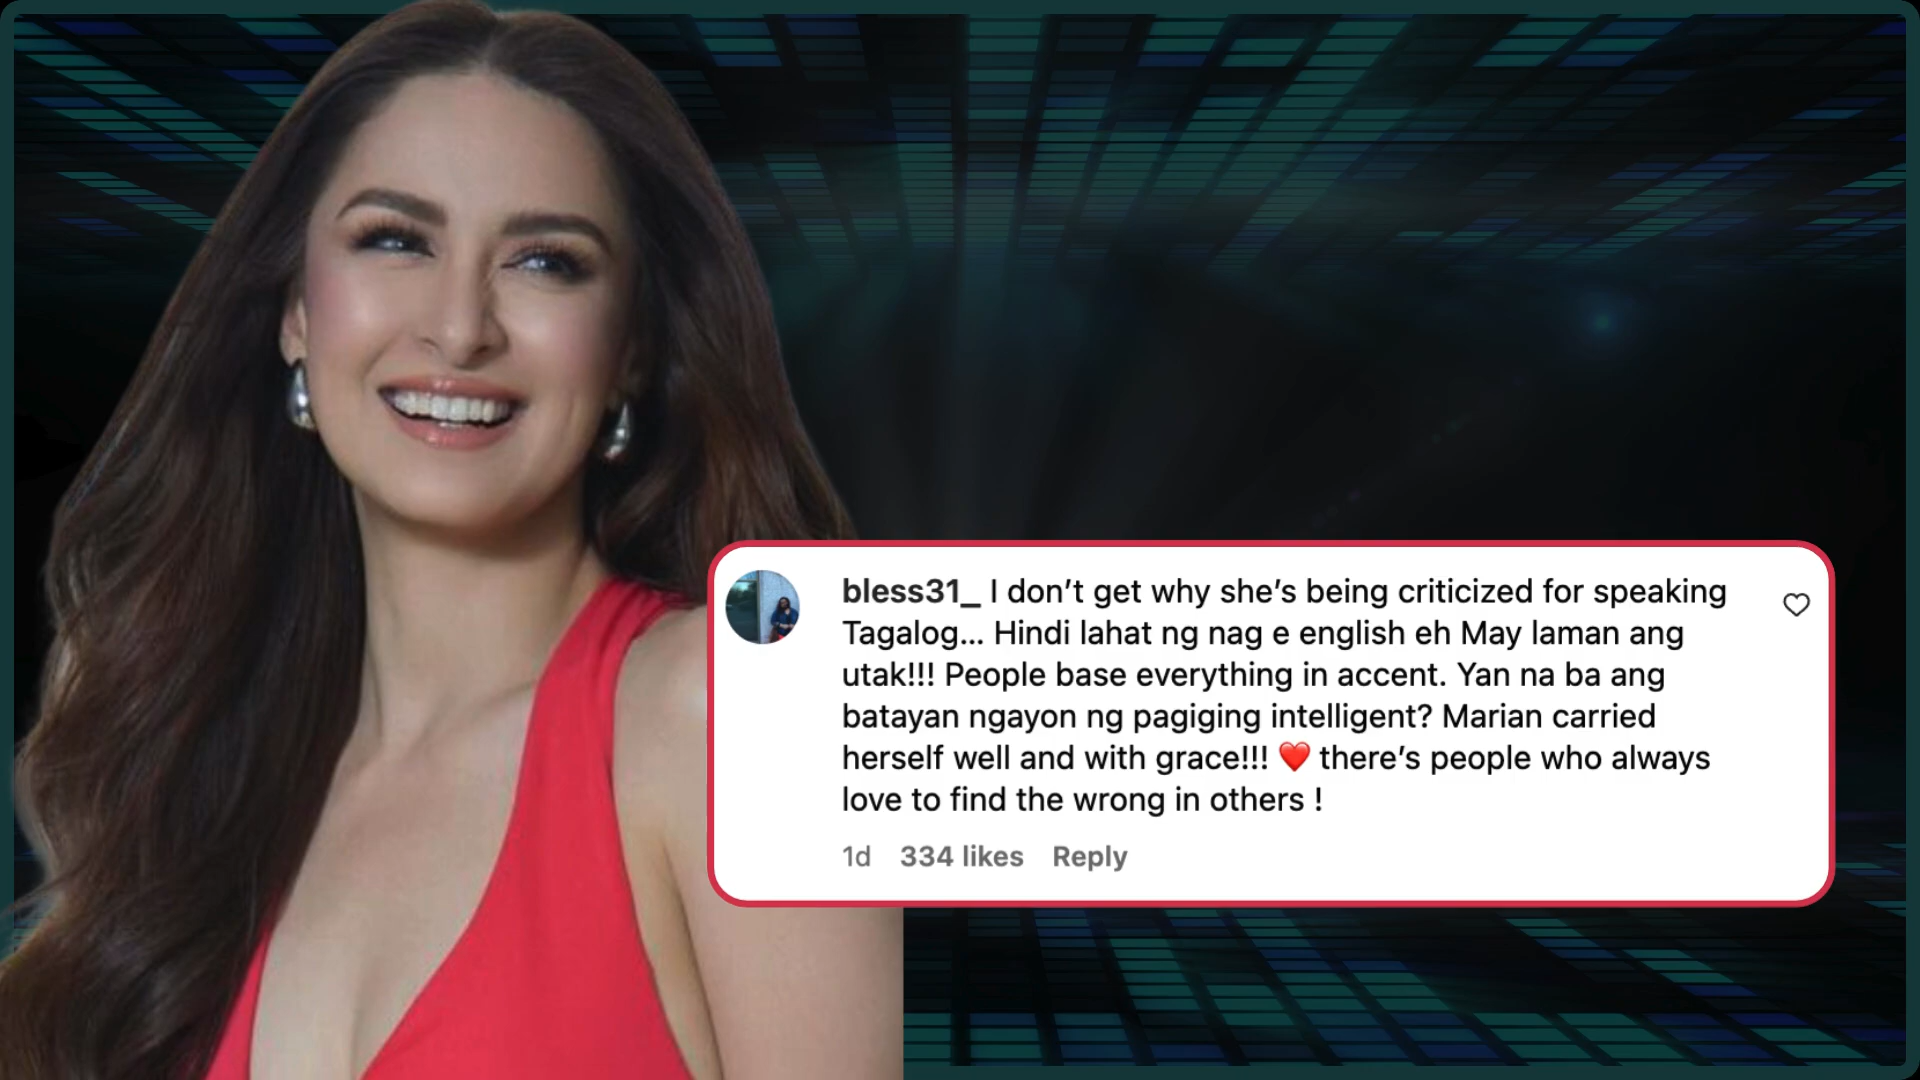 bless31_ I don’t get why she’s being criticized for speaking
Tagalog... Hindi lahat ng nag e english eh May laman ang
utak!!! People base everything in accent. Yan na ba ang
batayan ngayon ng pagiging intelligent? Marian carried
herself well and with grace!!! ❤️ there’s people who always
love to find the wrong in others !
1d 334 likes Reply